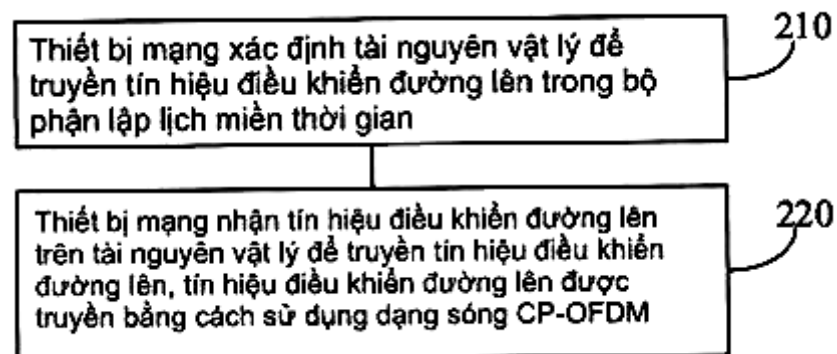 210
Thiết bị mạng xác định tài nguyên vật lý để
truyền tín hiệu điều khiển đường lên trong bộ
phận lập lịch miền thời gian
220
Thiết bị mạng nhận tín hiệu điều khiển đường lên
trên tài nguyên vật lý để truyền tín hiệu điều khiển
đường lên, tín hiệu điều khiển đường lên được
truyền bằng cách sử dụng dạng sóng CP-OFDM